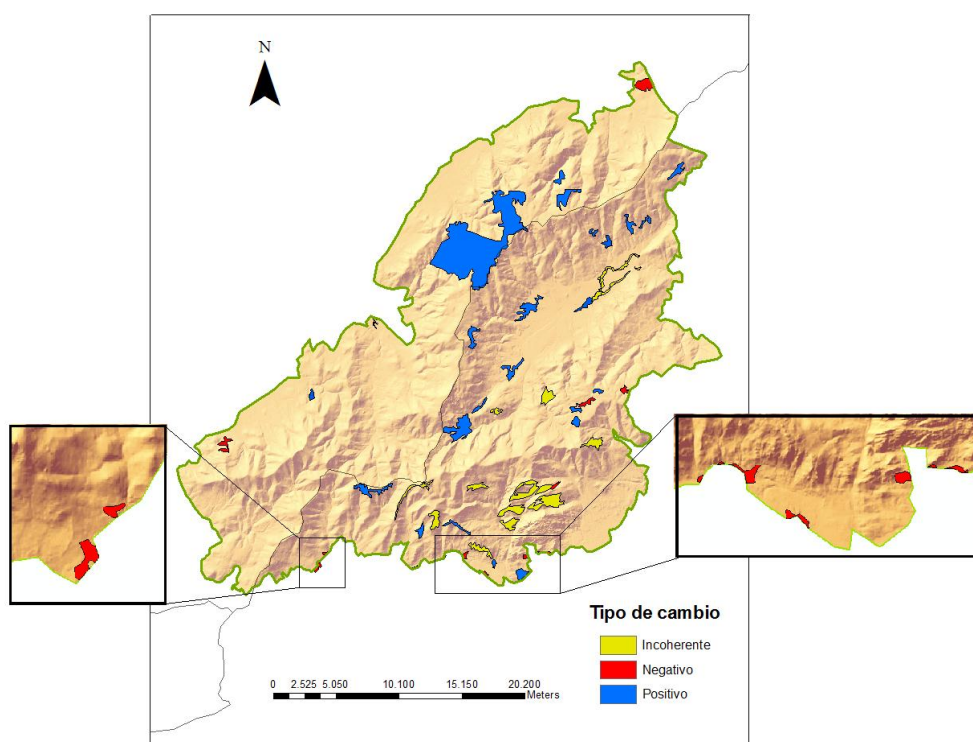 N
Tipo de cambio
Incoherente
Negativo
Positivo
0 2.525 5.050 10.100 15.150 20.200
Meters